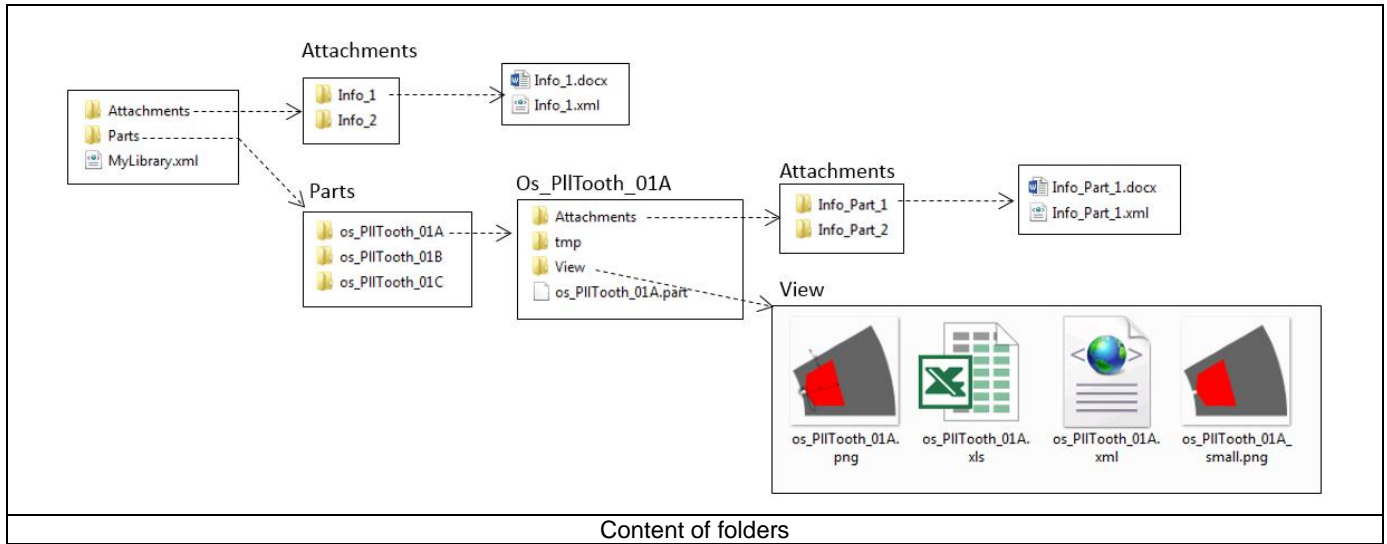 Attachments
Info_1
Info_2
Info_1.docx
Info_1.xml
Attachments
Parts
MyLibrary.xml
Parts
os_PllTooth_01A
os_PllTooth_01B
os_PllTooth_01C
Os_PllTooth_01A
Attachments
tmp
View
os_PllTooth_01A.part
Attachments
Info_Part_1
Info_Part_2
Info_Part_1.docx
Info_Part_1.xml
View
os_PllTooth_01A.
png
os_PllTooth_01A.
xls
os_PllTooth_01A.
xml
os_PllTooth_01A_
small.png
Content of folders